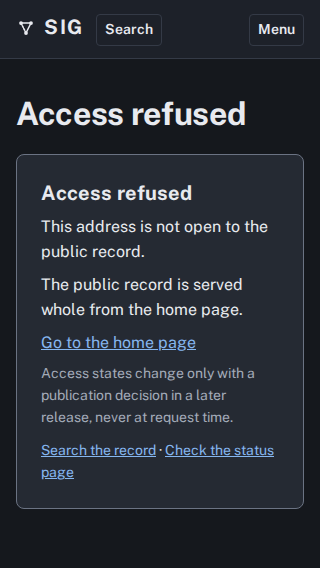 SIG Search Menu
Access refused
Access refused
This address is not open to the
public record.
The public record is served
whole from the home page.
Go to the home page
Access states change only with a
publication decision in a later
release, never at request time.
Search the record · Check the status
page